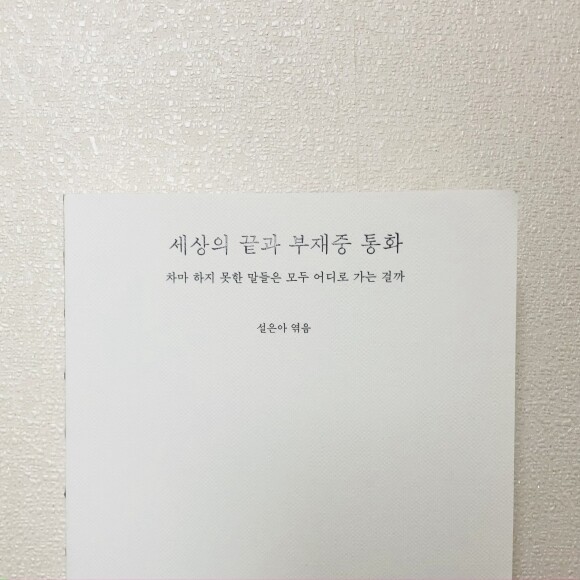 세상의 끝과 부재중 통화
차마 하지 못한 말들은 모두 어디로 가는 걸까
설은아 엮음